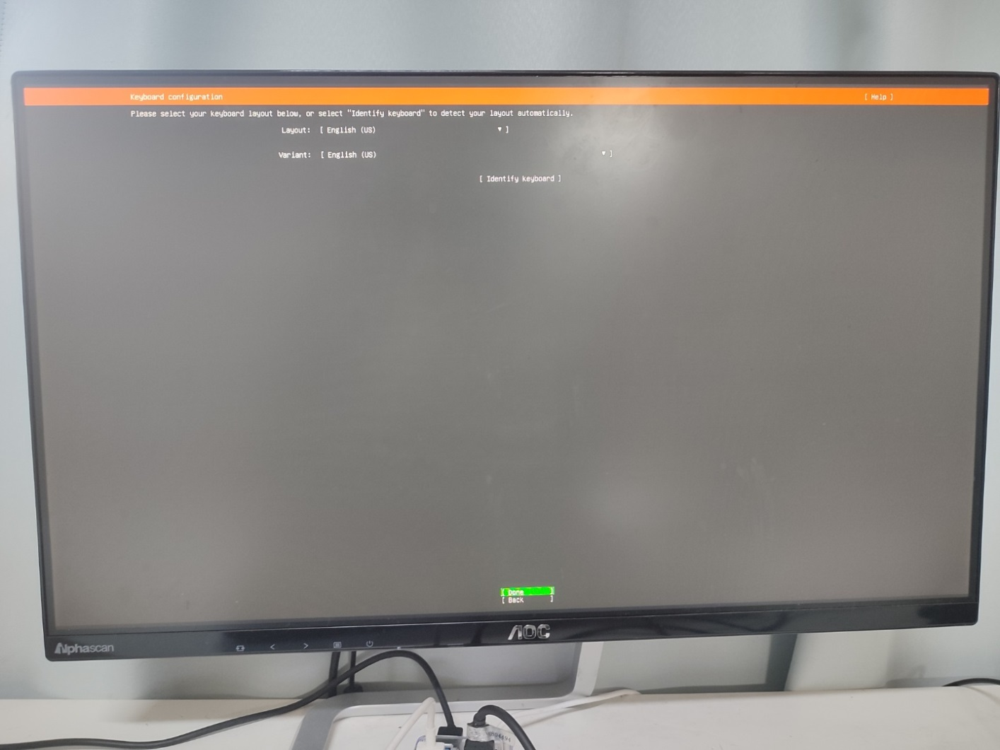 Keyboard configuration [ Help ]
Please select your keyboard layout below, or select "Identify keyboard" to detect your layout automatically.
Layout: [ English (US) ▾ ]
Variant: [ English (US) ▾ ]
[ Identify keyboard ]
[ Done ]
[ Back ]
AOC
Alphascan